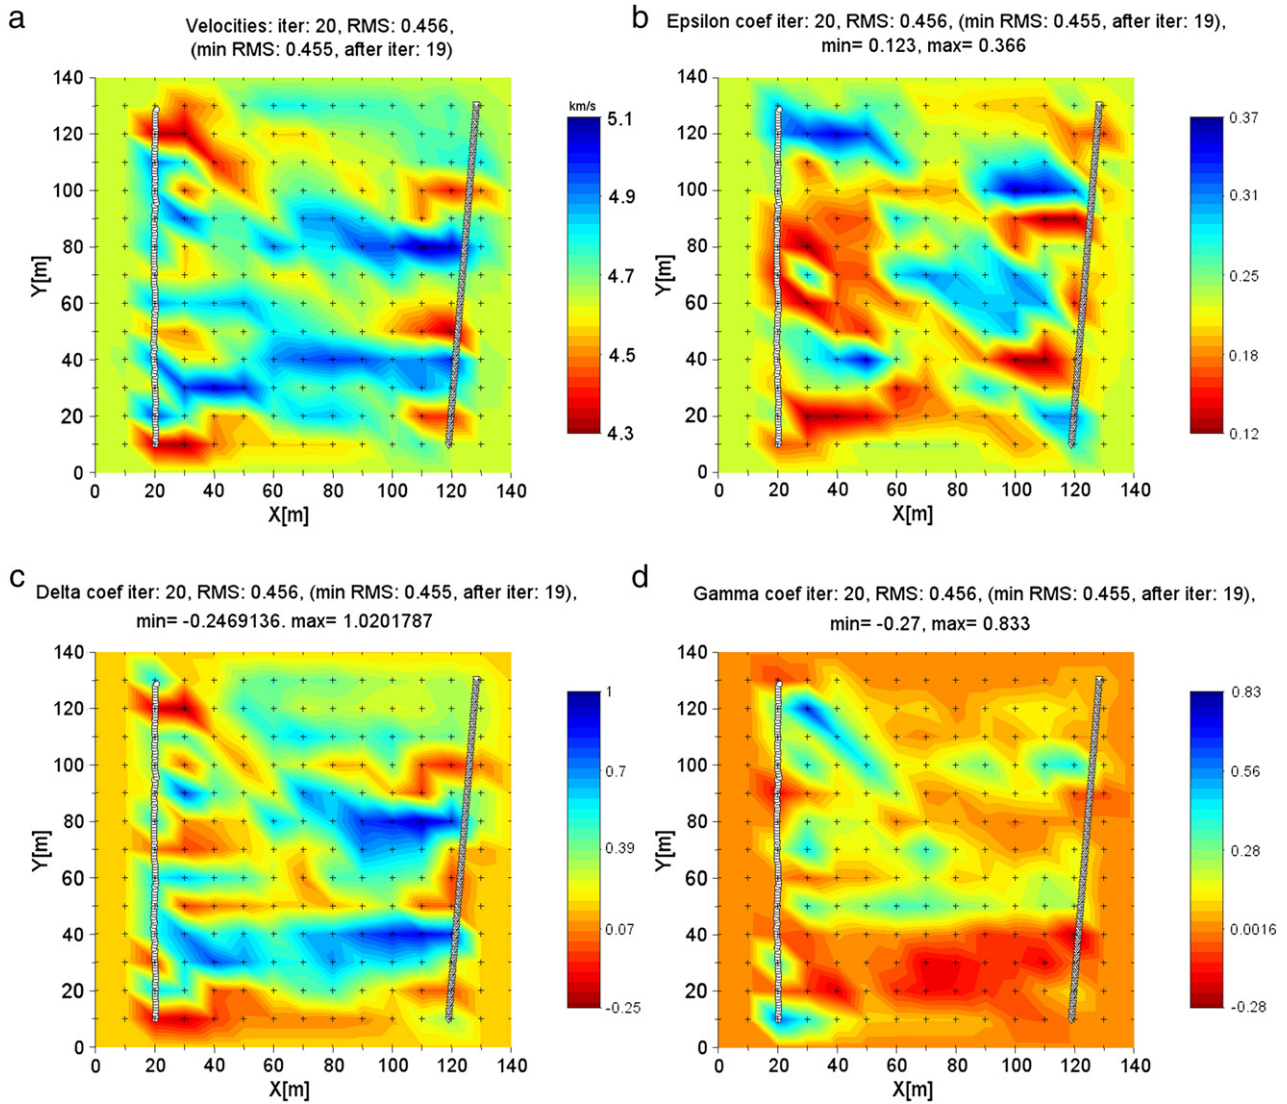 a
Velocities: iter: 20, RMS: 0.456,
(min RMS: 0.455, after iter: 19)
140
120
100
80
60
40
20
0
Y[m]
0 20 40 60 80 100 120 140
X[m]
km/s
5.1
4.9
4.7
4.5
4.3
b
Epsilon coef iter: 20, RMS: 0.456, (min RMS: 0.455, after iter: 19),
min= 0.123, max= 0.366
140
120
100
80
60
40
20
0
Y[m]
0 20 40 60 80 100 120 140
X[m]
0.37
0.31
0.25
0.18
0.12
c
Delta coef iter: 20, RMS: 0.456, (min RMS: 0.455, after iter: 19),
min= -0.2469136. max= 1.0201787
140
120
100
80
60
40
20
0
Y[m]
0 20 40 60 80 100 120 140
X[m]
1
0.7
0.39
0.07
-0.25
d
Gamma coef iter: 20, RMS: 0.456, (min RMS: 0.455, after iter: 19),
min= -0.27, max= 0.833
140
120
100
80
60
40
20
0
Y[m]
0 20 40 60 80 100 120 140
X[m]
0.83
0.56
0.28
0.0016
-0.28